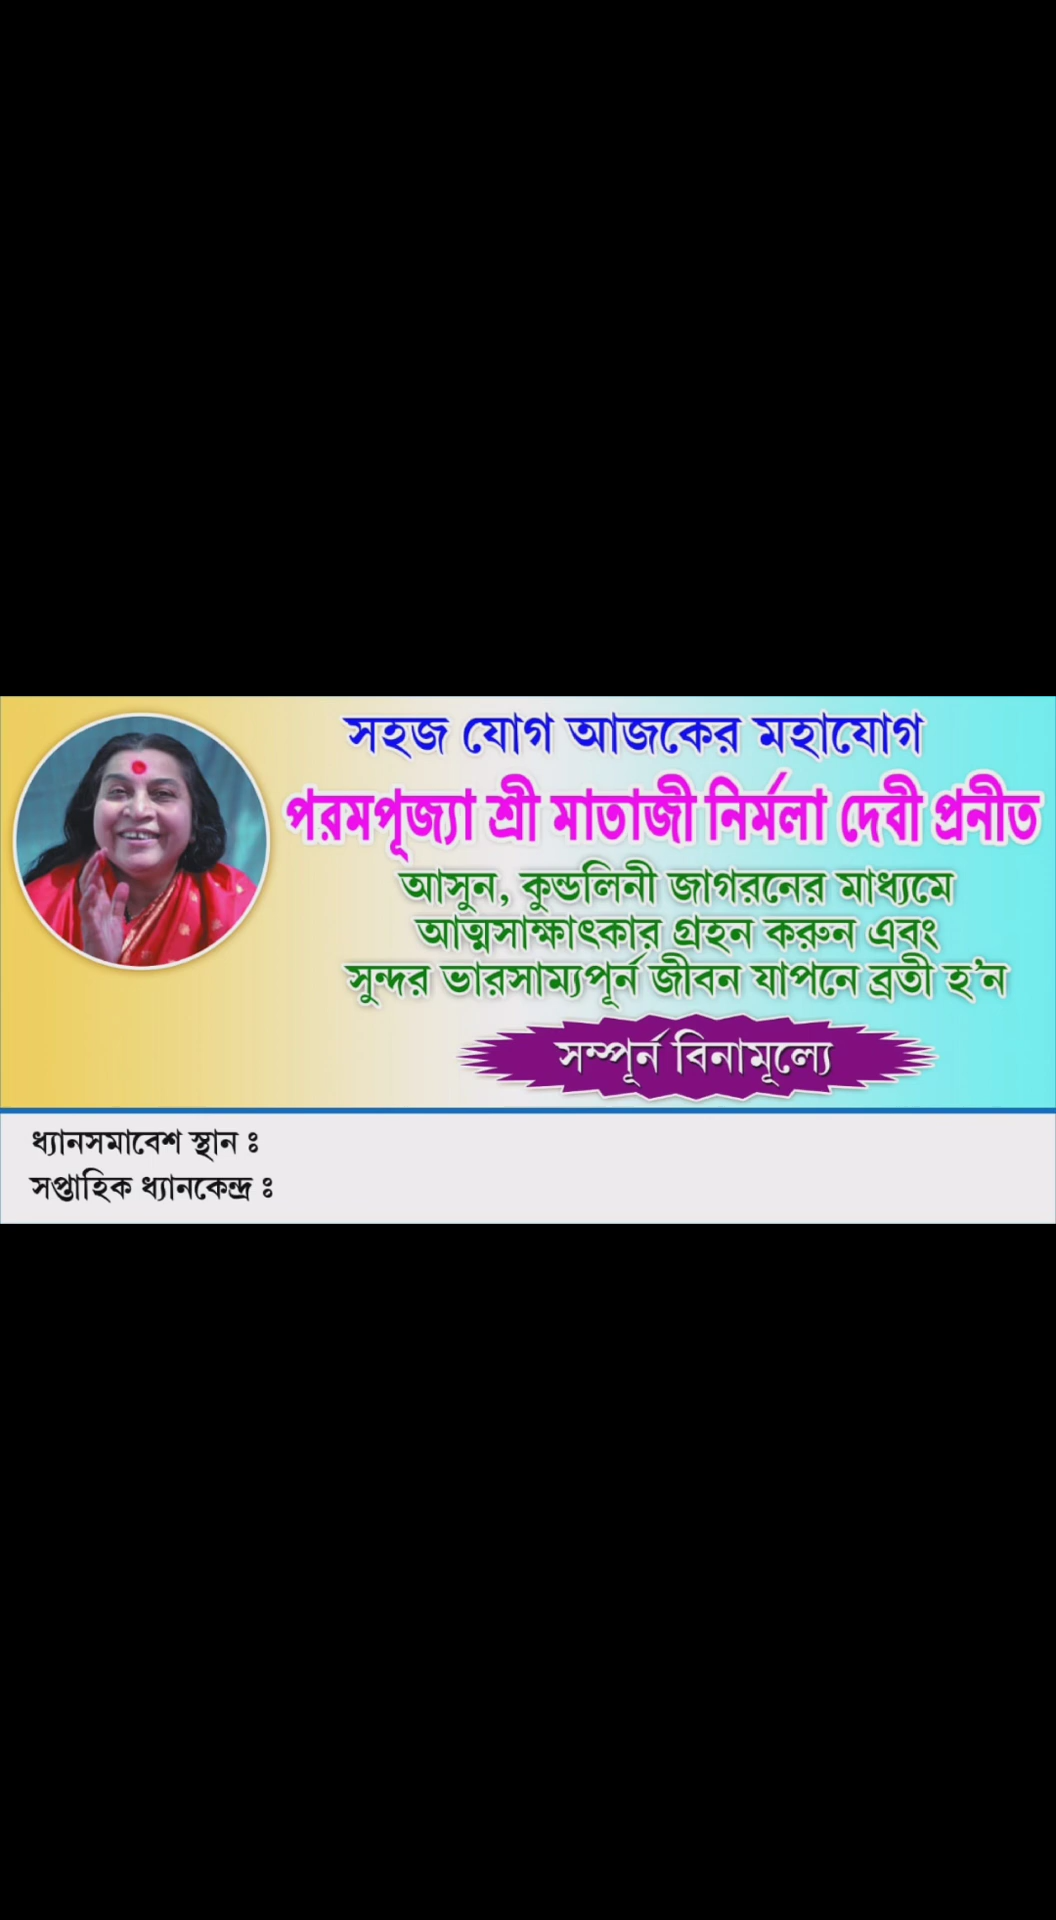 সহজ যোগ আজকের মহাযোগ
পরমপূজ্যা শ্রী মাতাজী নির্মলা দেবী প্রনীত
আসুন, কুন্ডলিনী জাগরনের মাধ্যমে
আত্মসাক্ষাৎকার গ্রহন করুন এবং
সুন্দর ভারসাম্যপূর্ন জীবন যাপনে ব্রতী হ'ন
সম্পূর্ন বিনামূল্যে
ধ্যানসমাবেশ স্থান ঃ
সপ্তাহিক ধ্যানকেন্দ্র ঃ